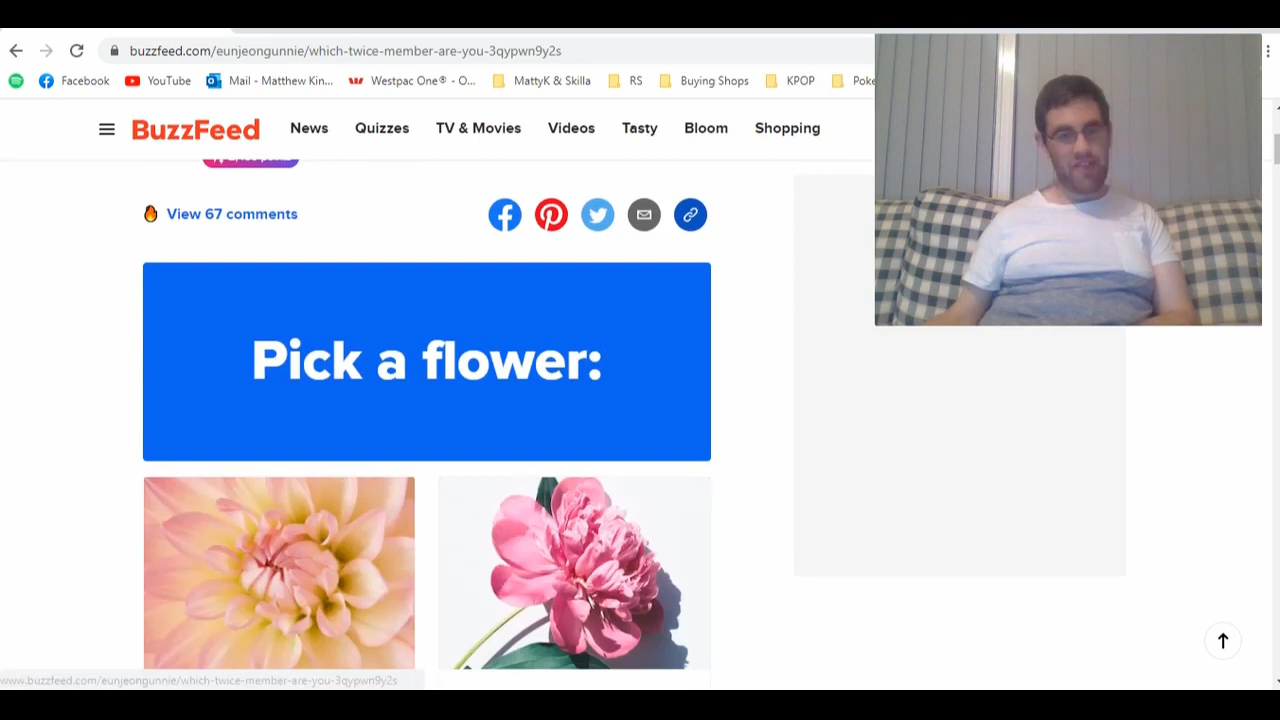 buzzfeed.com/eunjeongunnie/which-twice-member-are-you-3qypwn9y2s
Facebook YouTube Mail - Matthew Kin... Westpac One® - O... MattyK & Skilla RS Buying Shops KPOP Poke
BuzzFeed News Quizzes TV & Movies Videos Tasty Bloom Shopping
View 67 comments
Pick a flower:
www.buzzfeed.com/eunjeongunnie/which-twice-member-are-you-3qypwn9y2s